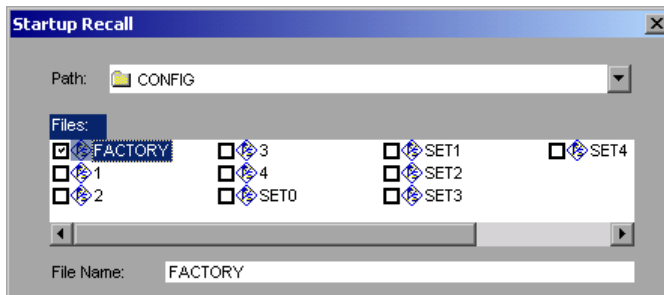 Startup Recall
Path: CONFIG
Files:
FACTORY 3 SET1 SET4
1 4 SET2
2 SET0 SET3
File Name: FACTORY